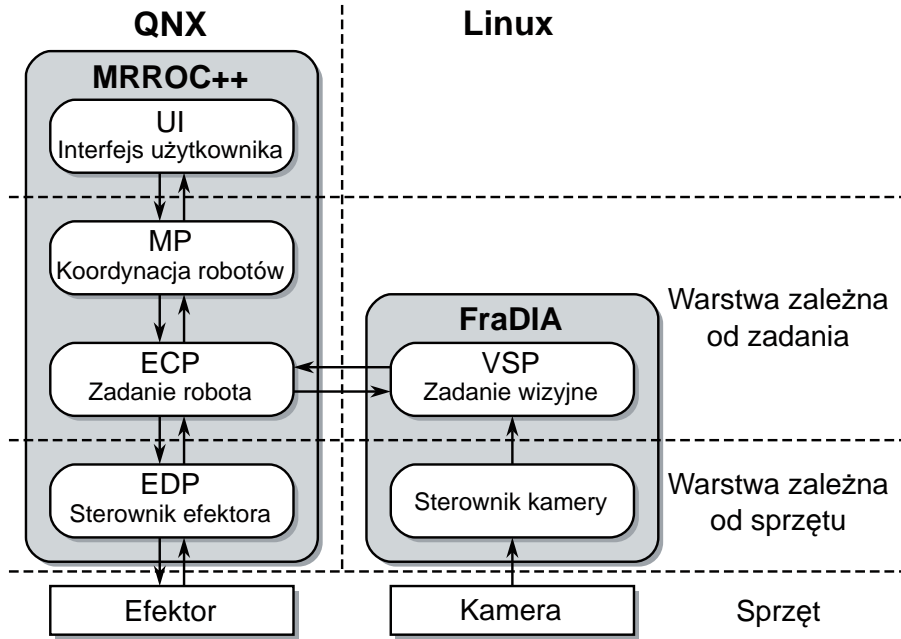 QNX
Linux
MRROC++
UI
Interfejs użytkownika
MP
Koordynacja robotów
ECP
Zadanie robota
EDP
Sterownik efektora
Efektor
FraDIA
VSP
Zadanie wizyjne
Sterownik kamery
Kamera
Warstwa zależna
od zadania
Warstwa zależna
od sprzętu
Sprzęt